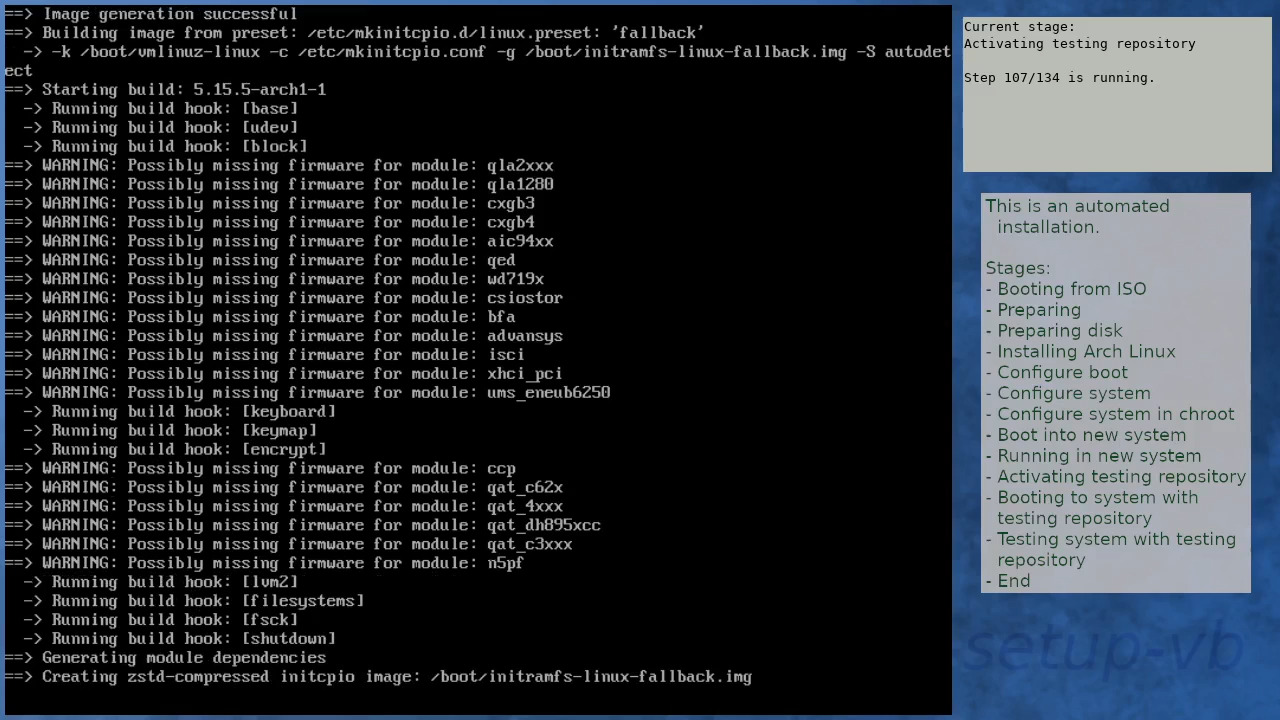 ==> Image generation successful
==> Building image from preset: /etc/mkinitcpio.d/linux.preset: 'fallback'
  -> -k /boot/vmlinuz-linux -c /etc/mkinitcpio.conf -g /boot/initramfs-linux-fallback.img -S autodet
ect
==> Starting build: 5.15.5-arch1-1
  -> Running build hook: [base]
  -> Running build hook: [udev]
  -> Running build hook: [block]
==> WARNING: Possibly missing firmware for module: qla2xxx
==> WARNING: Possibly missing firmware for module: qla1280
==> WARNING: Possibly missing firmware for module: cxgb3
==> WARNING: Possibly missing firmware for module: cxgb4
==> WARNING: Possibly missing firmware for module: aic94xx
==> WARNING: Possibly missing firmware for module: qed
==> WARNING: Possibly missing firmware for module: wd719x
==> WARNING: Possibly missing firmware for module: csiostor
==> WARNING: Possibly missing firmware for module: bfa
==> WARNING: Possibly missing firmware for module: advansys
==> WARNING: Possibly missing firmware for module: isci
==> WARNING: Possibly missing firmware for module: xhci_pci
==> WARNING: Possibly missing firmware for module: ums_eneub6250
  -> Running build hook: [keyboard]
  -> Running build hook: [keymap]
  -> Running build hook: [encrypt]
==> WARNING: Possibly missing firmware for module: ccp
==> WARNING: Possibly missing firmware for module: qat_c62x
==> WARNING: Possibly missing firmware for module: qat_4xxx
==> WARNING: Possibly missing firmware for module: qat_dh895xcc
==> WARNING: Possibly missing firmware for module: qat_c3xxx
==> WARNING: Possibly missing firmware for module: n5pf
  -> Running build hook: [lvm2]
  -> Running build hook: [filesystems]
  -> Running build hook: [fsck]
  -> Running build hook: [shutdown]
==> Generating module dependencies
==> Creating zstd-compressed initcpio image: /boot/initramfs-linux-fallback.img
Current stage:
Activating testing repository
Step 107/134 is running.
This is an automated
installation.
Stages:
- Booting from ISO
- Preparing
- Preparing disk
- Installing Arch Linux
- Configure boot
- Configure system
- Configure system in chroot
- Boot into new system
- Running in new system
- Activating testing repository
- Booting to system with
testing repository
- Testing system with testing
repository
- End
setup-vb